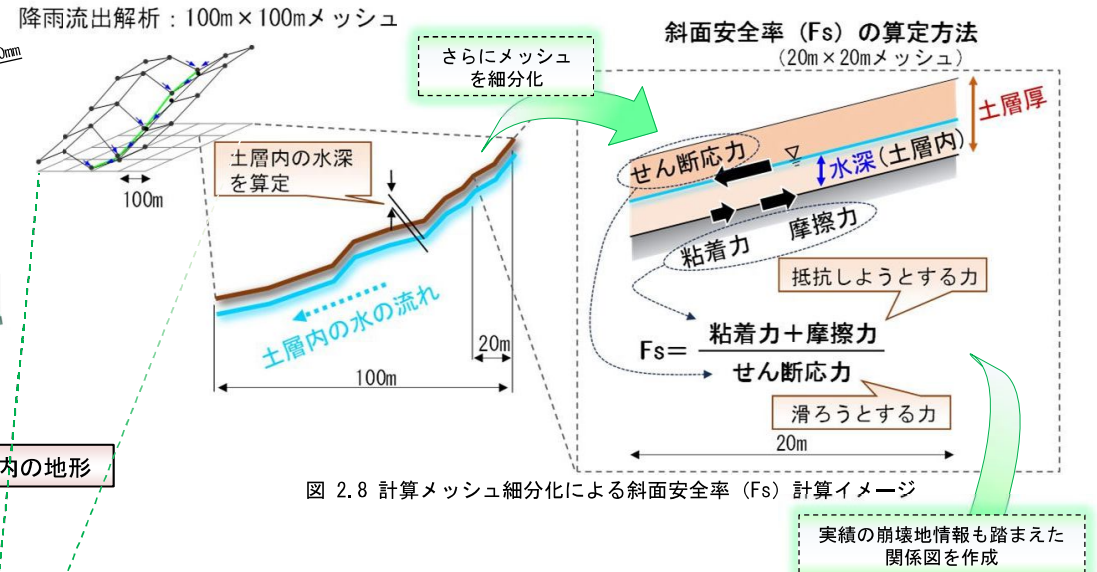 降雨流出解析：100m×100mメッシュ
0mm
100m
さらにメッシュ
を細分化
斜面安全率（Fs）の算定方法
（20m×20mメッシュ）
土層厚
せん断応力
水深(土層内)
粘着力
摩擦力
土層内の水深
を算定
土層内の水の流れ
20m
100m
抵抗しようとする力
Fs＝
粘着力＋摩擦力
せん断応力
滑ろうとする力
20m
内の地形
図 2.8 計算メッシュ細分化による斜面安全率（Fs）計算イメージ
実績の崩壊地情報も踏まえた
関係図を作成